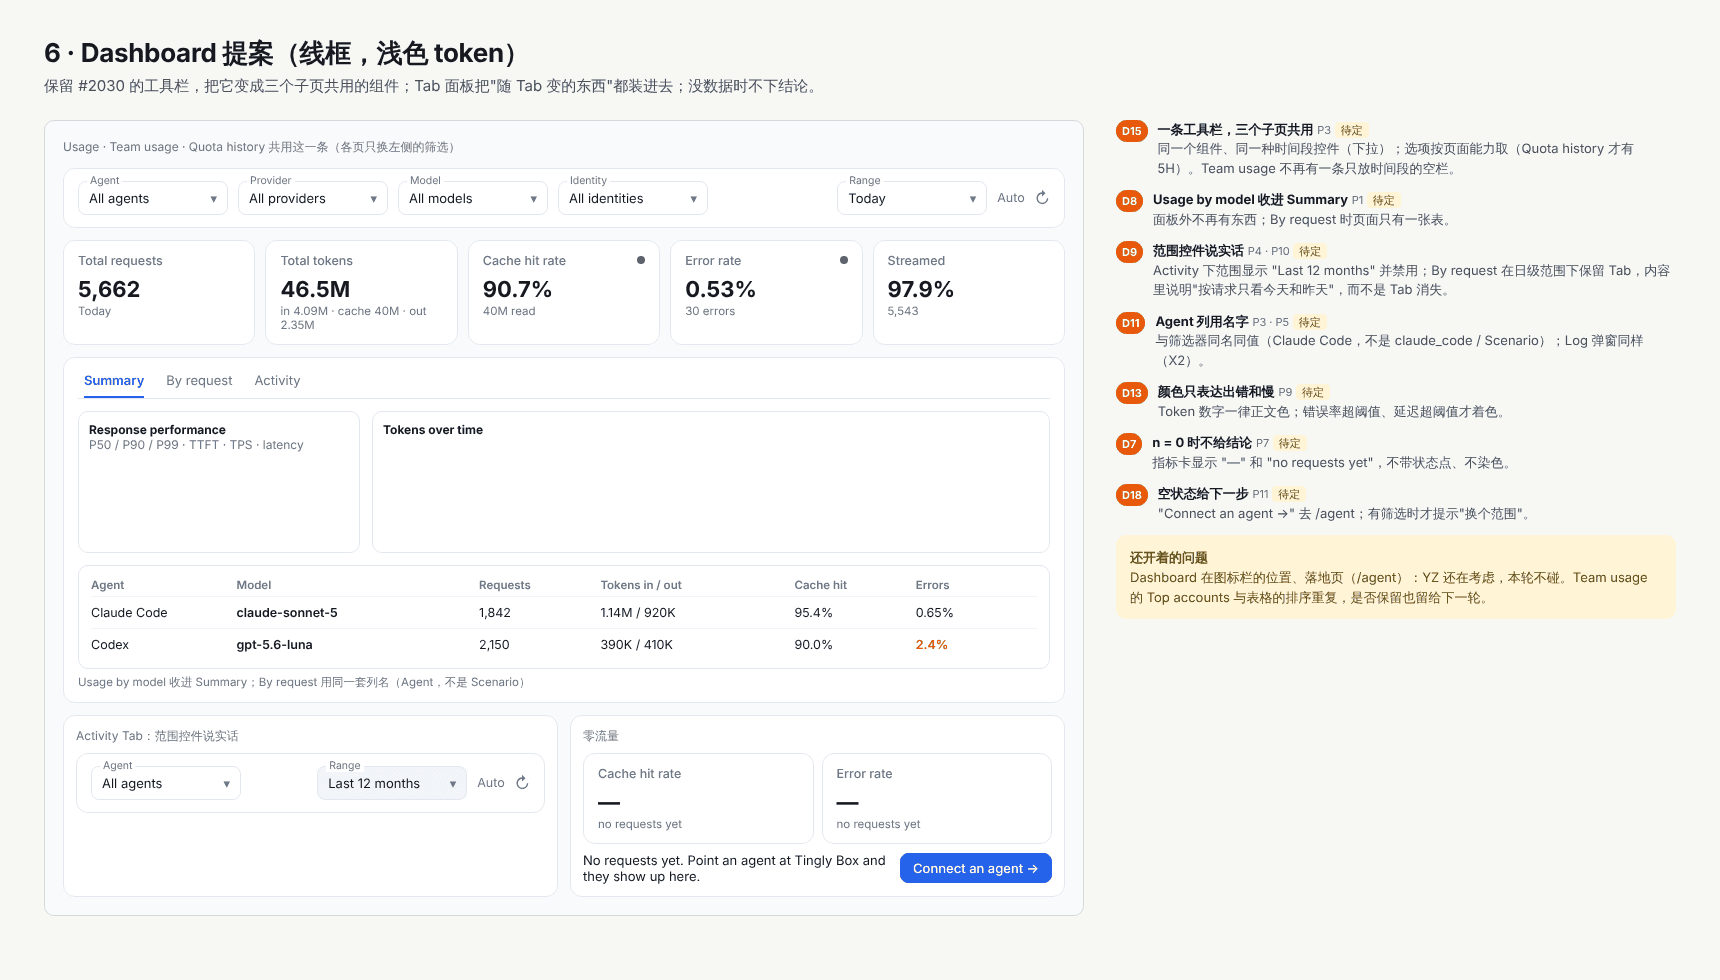 6 · Dashboard 提案（线框，浅色 token）
保留 #2030 的工具栏，把它变成三个子页共用的组件；Tab 面板把"随 Tab 变的东西"都装进去；没数据时不下结论。
Usage · Team usage · Quota history 共用这一条（各页只换左侧的筛选）
Agent
All agents
Provider
All providers
Model
All models
Identity
All identities
Range
Today
Auto
Total requests
5,662
Today
Total tokens
46.5M
in 4.09M · cache 40M · out
2.35M
Cache hit rate
90.7%
40M read
Error rate
0.53%
30 errors
Streamed
97.9%
5,543
Summary By request Activity
Response performance
P50 / P90 / P99 · TTFT · TPS · latency
Tokens over time
Agent Model Requests Tokens in / out Cache hit Errors
Claude Code claude-sonnet-5 1,842 1.14M / 920K 95.4% 0.65%
Codex gpt-5.6-luna 2,150 390K / 410K 90.0% 2.4%
Usage by model 收进 Summary；By request 用同一套列名（Agent，不是 Scenario）
Activity Tab：范围控件说实话
Agent
All agents
Range
Last 12 months
Auto
零流量
Cache hit rate
—
no requests yet
Error rate
—
no requests yet
No requests yet. Point an agent at Tingly Box and
they show up here.
Connect an agent →
D15 一条工具栏，三个子页共用 P3 待定
同一个组件、同一种时间段控件（下拉）；选项按页面能力取（Quota history 才有
5H）。Team usage 不再有一条只放时间段的空栏。
D8 Usage by model 收进 Summary P1 待定
面板外不再有东西；By request 时页面只有一张表。
D9 范围控件说实话 P4 · P10 待定
Activity 下范围显示 "Last 12 months" 并禁用；By request 在日级范围下保留 Tab，内容
里说明"按请求只看今天和昨天"，而不是 Tab 消失。
D11 Agent 列用名字 P3 · P5 待定
与筛选器同名同值（Claude Code，不是 claude_code / Scenario）；Log 弹窗同样
（X2）。
D13 颜色只表达出错和慢 P9 待定
Token 数字一律正文色；错误率超阈值、延迟超阈值才着色。
D7 n = 0 时不给结论 P7 待定
指标卡显示 "—" 和 "no requests yet"，不带状态点、不染色。
D18 空状态给下一步 P11 待定
"Connect an agent →" 去 /agent；有筛选时才提示"换个范围"。
还开着的问题
Dashboard 在图标栏的位置、落地页（/agent）：YZ 还在考虑，本轮不碰。Team usage
的 Top accounts 与表格的排序重复，是否保留也留给下一轮。